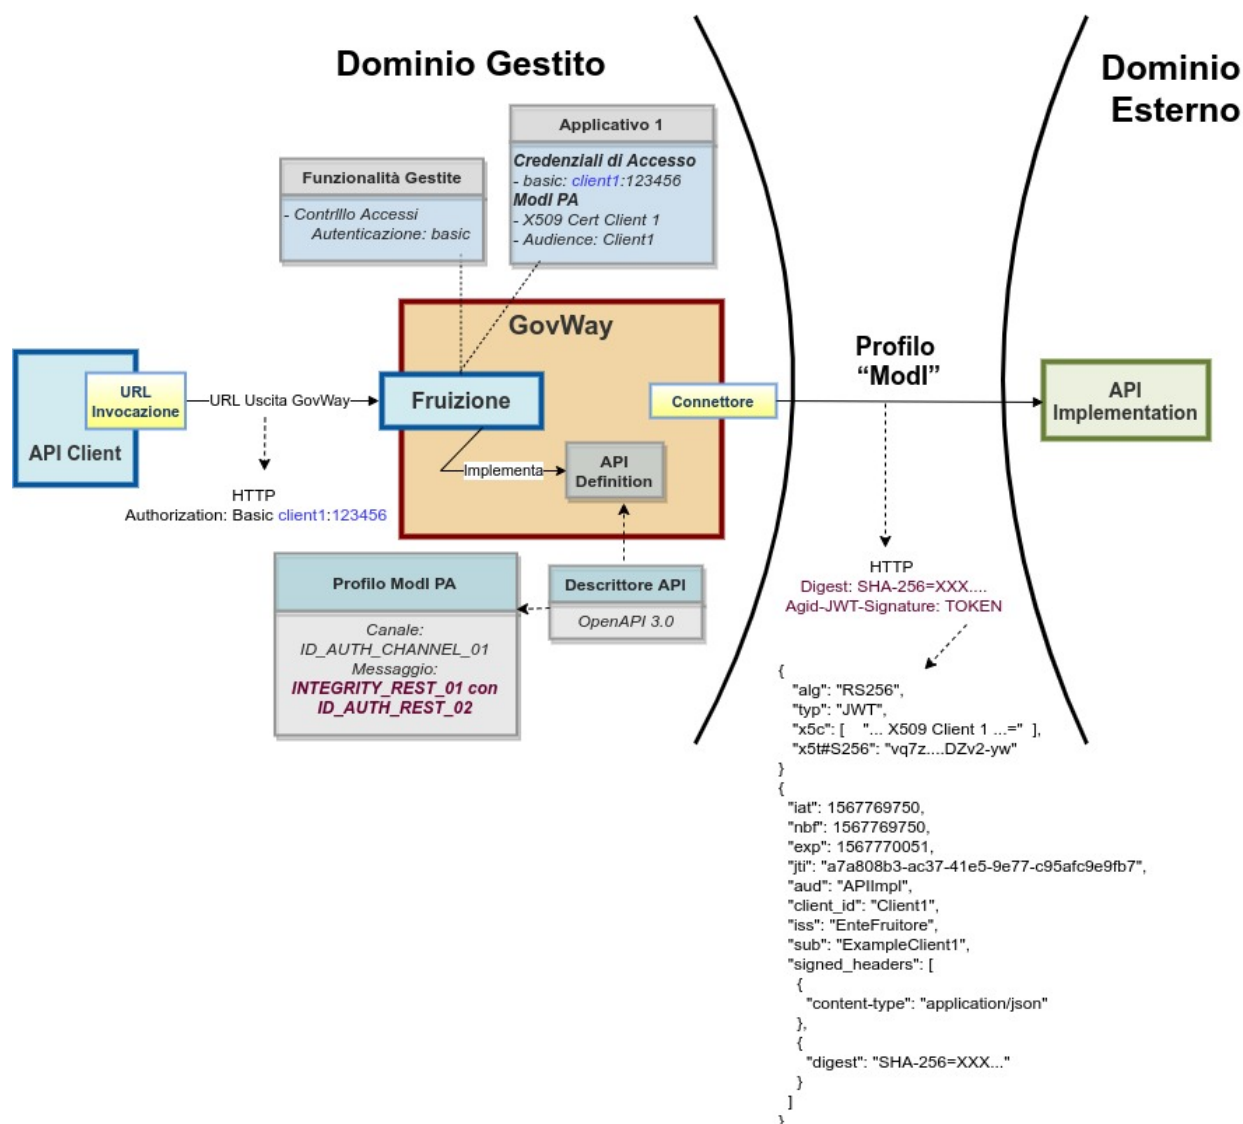 Dominio Gestito
Dominio
Esterno
Applicativo 1
Credenziali di Accesso
- basic: client1:123456
ModI PA
- X509 Cert Client 1
- Audience: Client1
Funzionalità Gestite
- Contrlllo Accessi
Autenticazione: basic
GovWay
Profilo
“ModI”
URL
Invocazione
API Client
URL Uscita GovWay
Fruizione
Connettore
API
Implementation
Implementa
API
Definition
HTTP
Authorization: Basic client1:123456
Profilo ModI PA
Canale:
ID_AUTH_CHANNEL_01
Messaggio:
INTEGRITY_REST_01 con
ID_AUTH_REST_02
Descrittore API
OpenAPI 3.0
HTTP
Digest: SHA-256=XXX....
Agid-JWT-Signature: TOKEN
{
"alg": "RS256",
"typ": "JWT",
"x5c": [ "... X509 Client 1 ...=" ],
"x5t#S256": "vq7z....DZv2-yw"
}
{
"iat": 1567769750,
"nbf": 1567769750,
"exp": 1567770051,
"jti": "a7a808b3-ac37-41e5-9e77-c95afc9e9fb7",
"aud": "APIImpl",
"client_id": "Client1",
"iss": "EnteFruitore",
"sub": "ExampleClient1",
"signed_headers": [
{
"content-type": "application/json"
},
{
"digest": "SHA-256=XXX..."
}
]
}